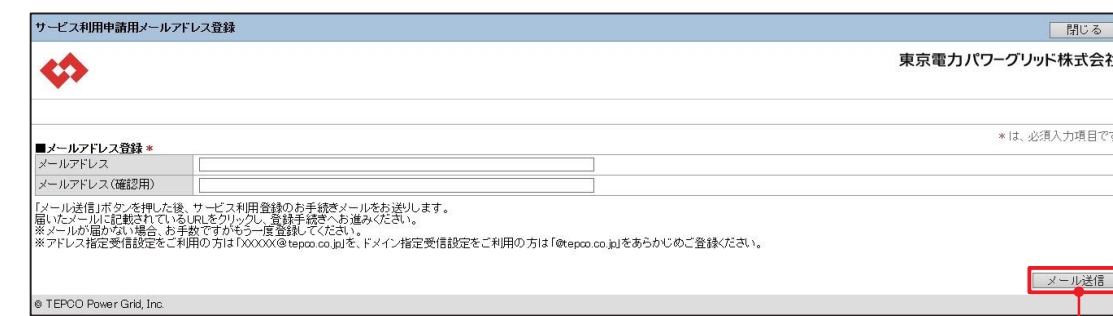 サービス利用申請用メールアドレス登録
閉じる
東京電力パワーグリッド株式会社
*は、必須入力項目です
■メールアドレス登録 *
メールアドレス
メールアドレス(確認用)
「メール送信」ボタンを押した後、サービス利用登録のお手続きメールをお送りします。
届いたメールに記載されているURLをクリックし、登録手続きへお進みください。
※メールが届かない場合、お手数ですがもう一度登録してください。
※アドレス指定受信設定をご利用の方は「XXXXX@tepco.co.jp」を、ドメイン指定受信設定をご利用の方は「@tepco.co.jp」をあらかじめご登録ください。
メール送信
© TEPCO Power Grid, Inc.